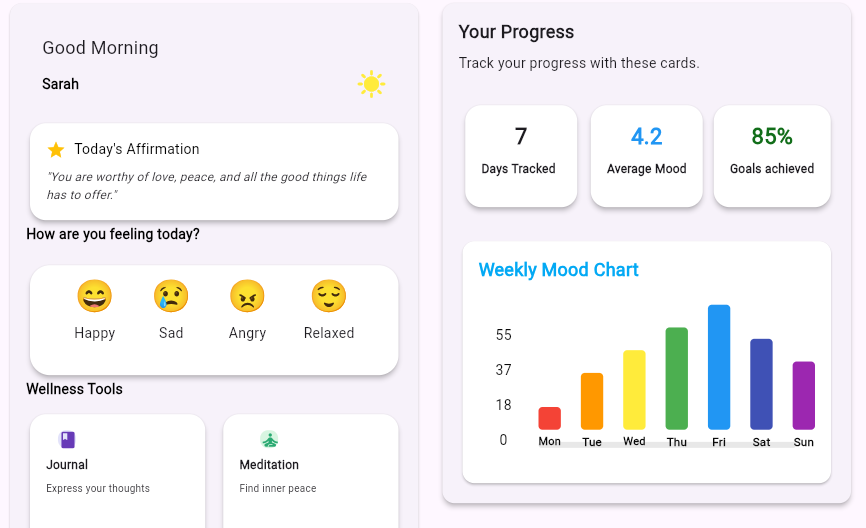 Good Morning
Sarah
Today's Affirmation
"You are worthy of love, peace, and all the good things life
has to offer."
How are you feeling today?
Happy Sad Angry Relaxed
Wellness Tools
Journal
Express your thoughts
Meditation
Find inner peace
Your Progress
Track your progress with these cards.
7
Days Tracked
4.2
Average Mood
85%
Goals achieved
Weekly Mood Chart
55
37
18
0
Mon Tue Wed Thu Fri Sat Sun